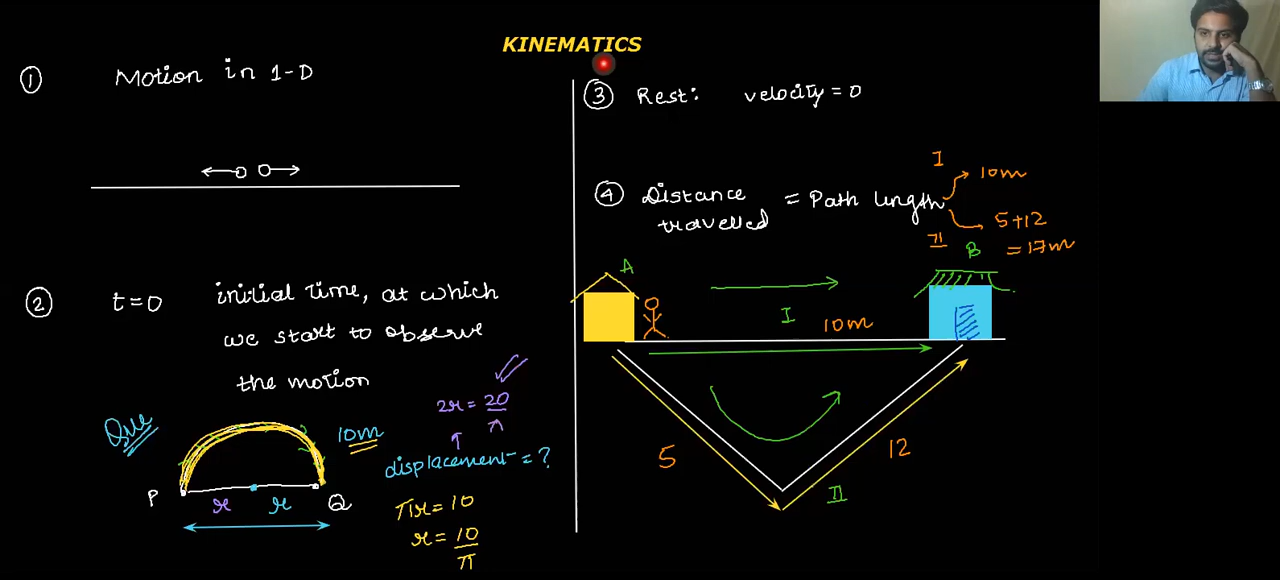 KINEMATICS
① Motion in 1-D
② t=0 initial Time, at which
we start to observe
the motion
Que
10m
P
r
r
Q
2r = 20/π
displacement = ?
πr = 10
r = 10/π
③ Rest: velocity = 0
④ Distance travelled = Path length
I
10m
II
5+12
= 17m
A
B
I
10m
5
12
II